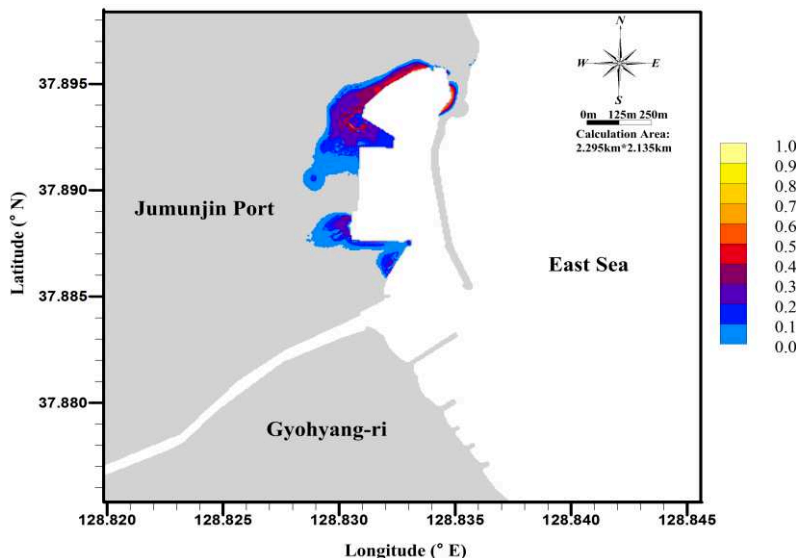 N
W E
S
0m 125m 250m
Calculation Area:
2.295km*2.135km
37.895
37.890
37.885
37.880
Latitude (° N)
Jumunjin Port
East Sea
Gyohyang-ri
1.0
0.9
0.8
0.7
0.6
0.5
0.4
0.3
0.2
0.1
0.0
128.820 128.825 128.830 128.835 128.840 128.845
Longitude (° E)